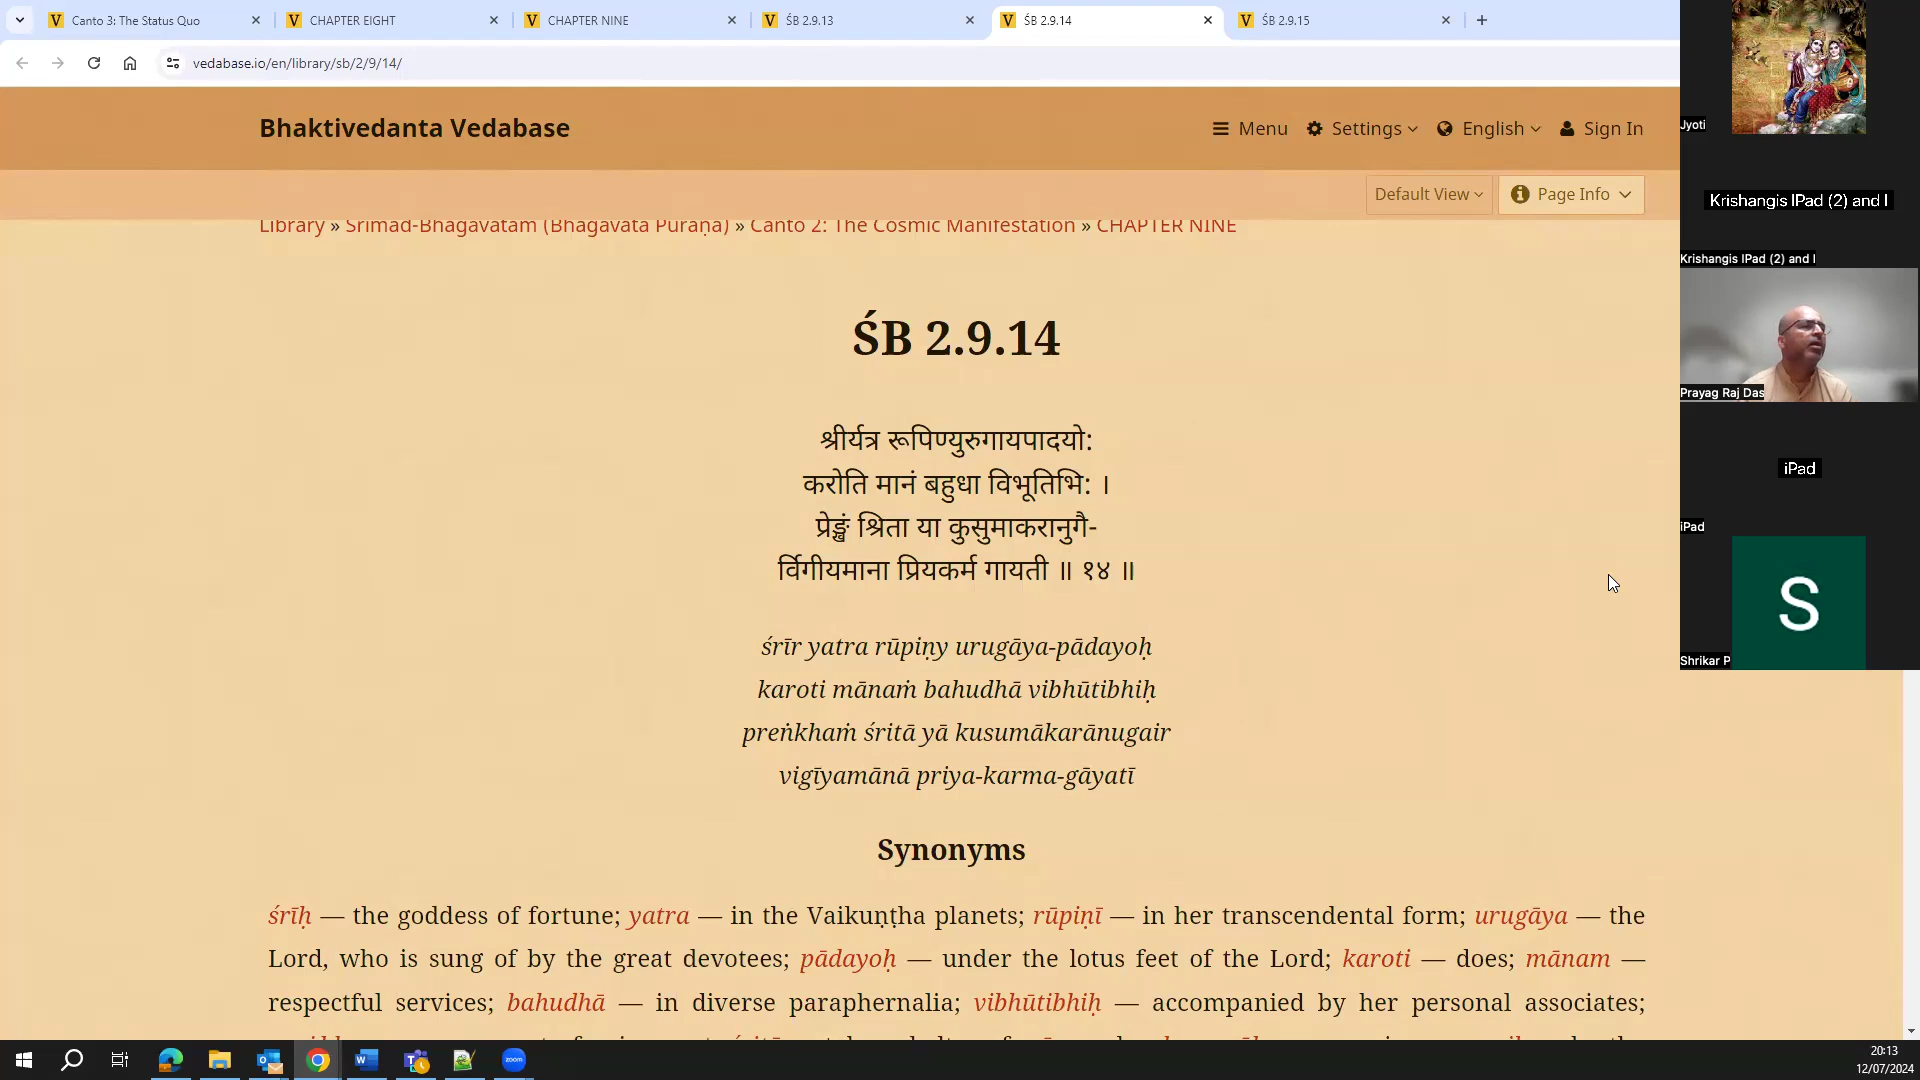 Canto 3: The Status Quo
CHAPTER EIGHT
CHAPTER NINE
ŚB 2.9.13
ŚB 2.9.14
ŚB 2.9.15
vedabase.io/en/library/sb/2/9/14/
Bhaktivedanta Vedabase
Menu Settings English Sign In
Default View Page Info
Library » Śrīmad-Bhāgavatam (Bhāgavata Purāṇa) » Canto 2: The Cosmic Manifestation » CHAPTER NINE
ŚB 2.9.14
श्रीर्यत्र रूपिण्युरुगायपादयो:
करोति मानं बहुधा विभूतिभि: ।
प्रेङ्खं श्रिता या कुसुमाकरानुगै-
र्विगीयमाना प्रियकर्म गायती ॥ १४ ॥
śrīr yatra rūpiṇy urugāya-pādayoḥ
karoti mānaṁ bahudhā vibhūtibhiḥ
preṅkhaṁ śritā yā kusumākarānugair
vigīyamānā priya-karma-gāyatī
Synonyms
śrīḥ — the goddess of fortune; yatra — in the Vaikuṇṭha planets; rūpiṇī — in her transcendental form; urugāya — the
Lord, who is sung of by the great devotees; pādayoḥ — under the lotus feet of the Lord; karoti — does; mānam —
respectful services; bahudhā — in diverse paraphernalia; vibhūtibhiḥ — accompanied by her personal associates;
Jyoti
Krishangis IPad (2) and I
Krishangis IPad (2) and I
Prayag Raj Das
iPad
iPad
S
Shrikar P
zoom
20:13
12/07/2024